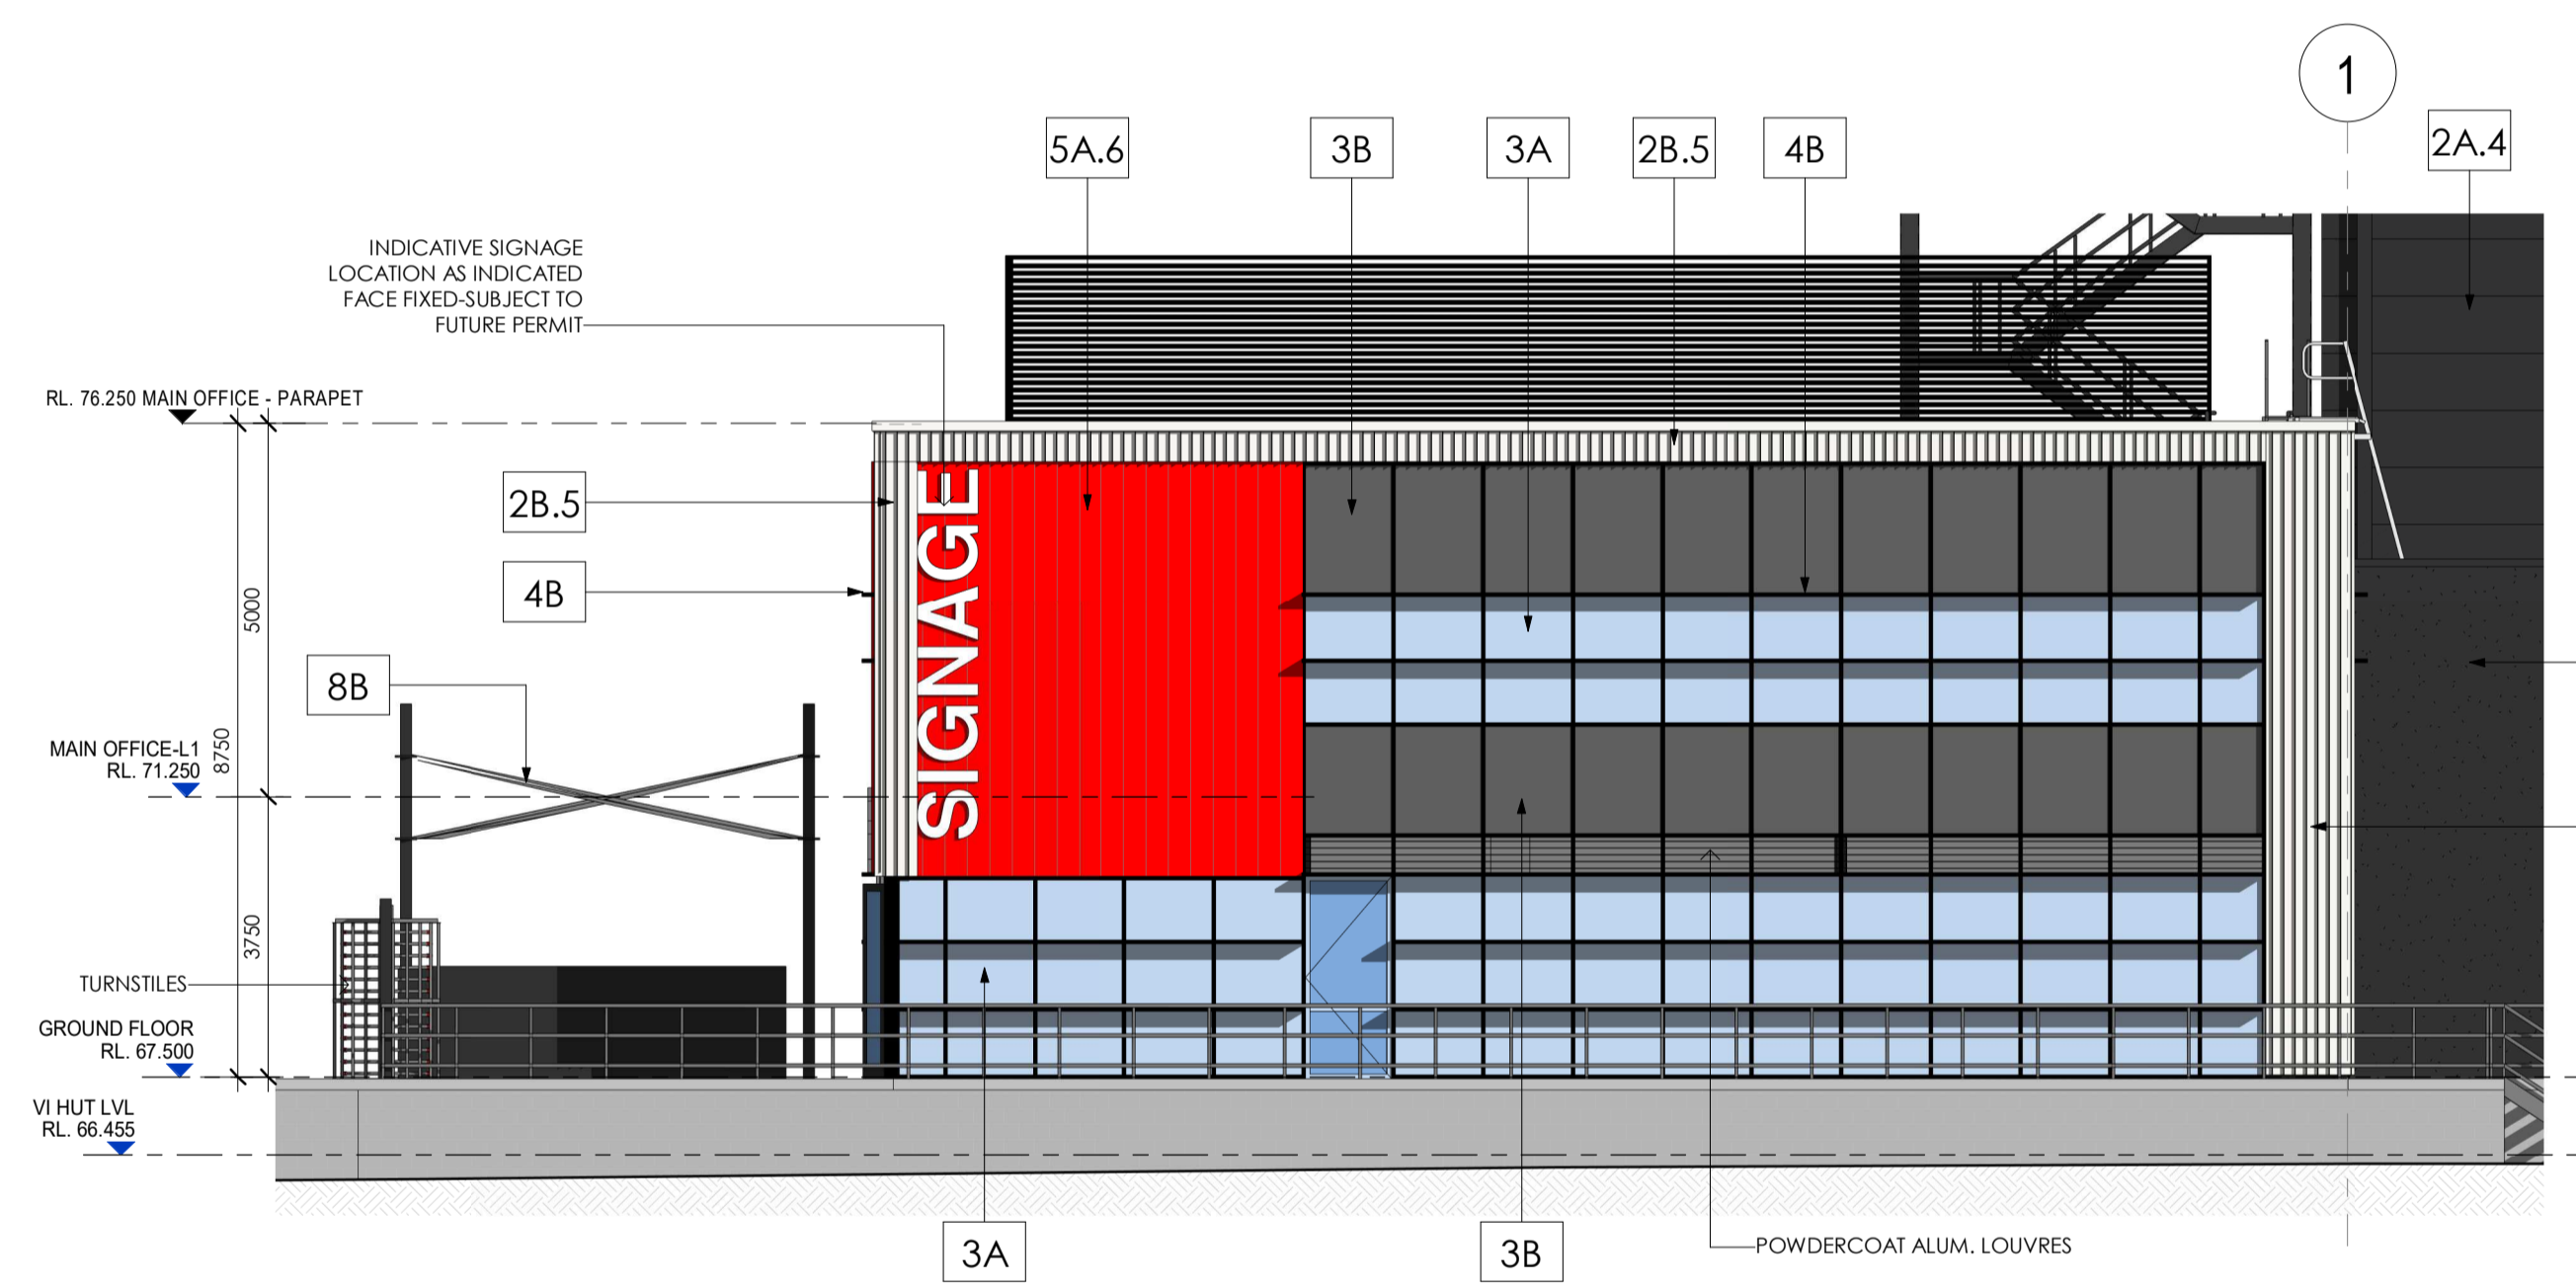 1
5A.6
3B
3A
2B.5
4B
2A.4
INDICATIVE SIGNAGE
LOCATION AS INDICATED
FACE FIXED-SUBJECT TO
FUTURE PERMIT
RL. 76.250 MAIN OFFICE - PARAPET
2B.5
4B
SIGNAGE
5000
8B
8750
MAIN OFFICE-L1
RL. 71.250
3750
TURNSTILES
GROUND FLOOR
RL. 67.500
VI HUT LVL
RL. 66.455
3A
3B
POWDERCOAT ALUM. LOUVRES